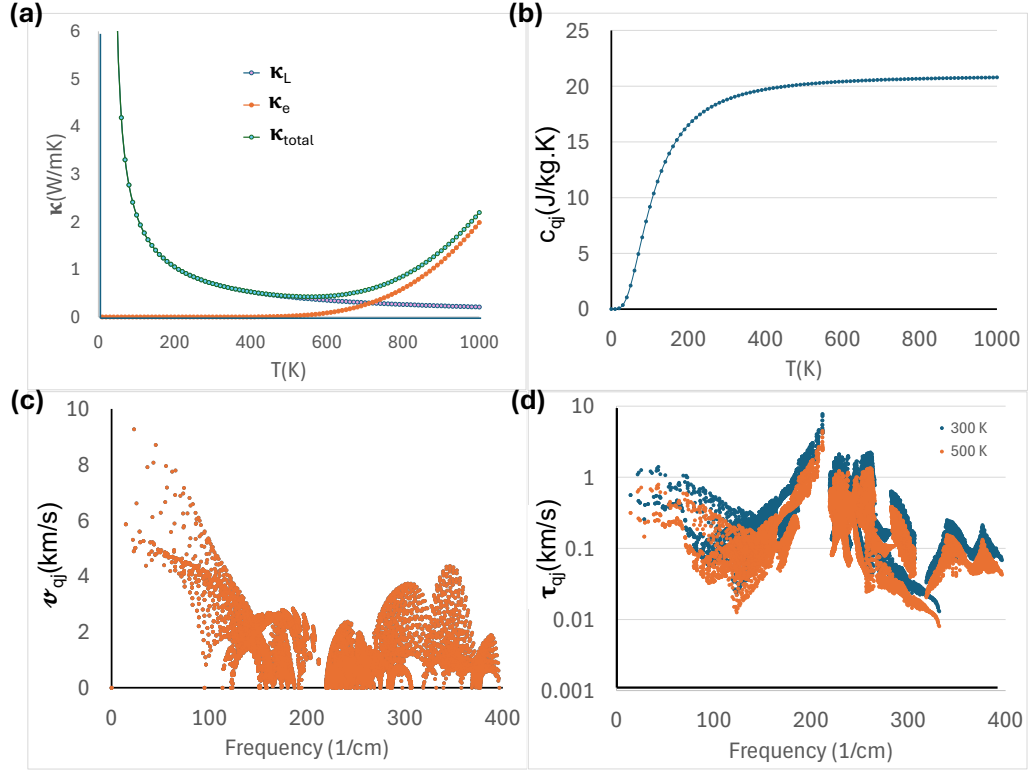 (a)
6
5
4
3
2
1
0
κ(W/mK)
κL
κe
κtotal
0 200 400 600 800 1000
T(K)
(b)
25
20
15
10
5
0
cqj(J/kg.K)
0 200 400 600 800 1000
T(K)
(c)
10
8
6
4
2
0
𝓋qj(km/s)
0 100 200 300 400
Frequency (1/cm)
(d)
10
1
0.1
0.01
0.001
τqj(km/s)
300 K
500 K
0 100 200 300 400
Frequency (1/cm)